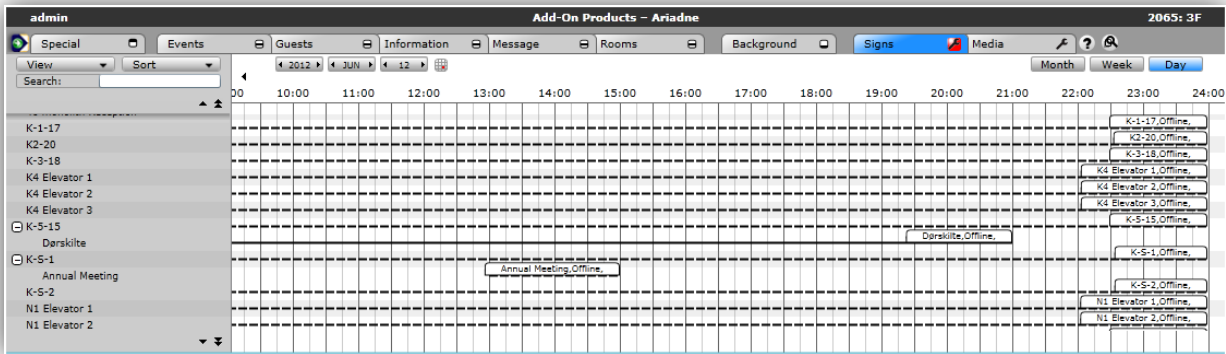 admin Add-On Products – Ariadne 2065: 3F
Special Events Guests Information Message Rooms Background Signs Media ?
View Sort 2012 JUN 12 Month Week Day
Search:
10:00 11:00 12:00 13:00 14:00 15:00 16:00 17:00 18:00 19:00 20:00 21:00 22:00 23:00 24:00
K-1-17 K-1-17,Offline,
K2-20 K2-20,Offline,
K-3-18 K-3-18,Offline,
K4 Elevator 1 K4 Elevator 1,Offline,
K4 Elevator 2 K4 Elevator 2,Offline,
K4 Elevator 3 K4 Elevator 3,Offline,
K-5-15 K-5-15,Offline,
Dørskilte Dørskilte,Offline,
K-S-1 K-S-1,Offline,
Annual Meeting Annual Meeting,Offline,
K-S-2 K-S-2,Offline,
N1 Elevator 1 N1 Elevator 1,Offline,
N1 Elevator 2 N1 Elevator 2,Offline,